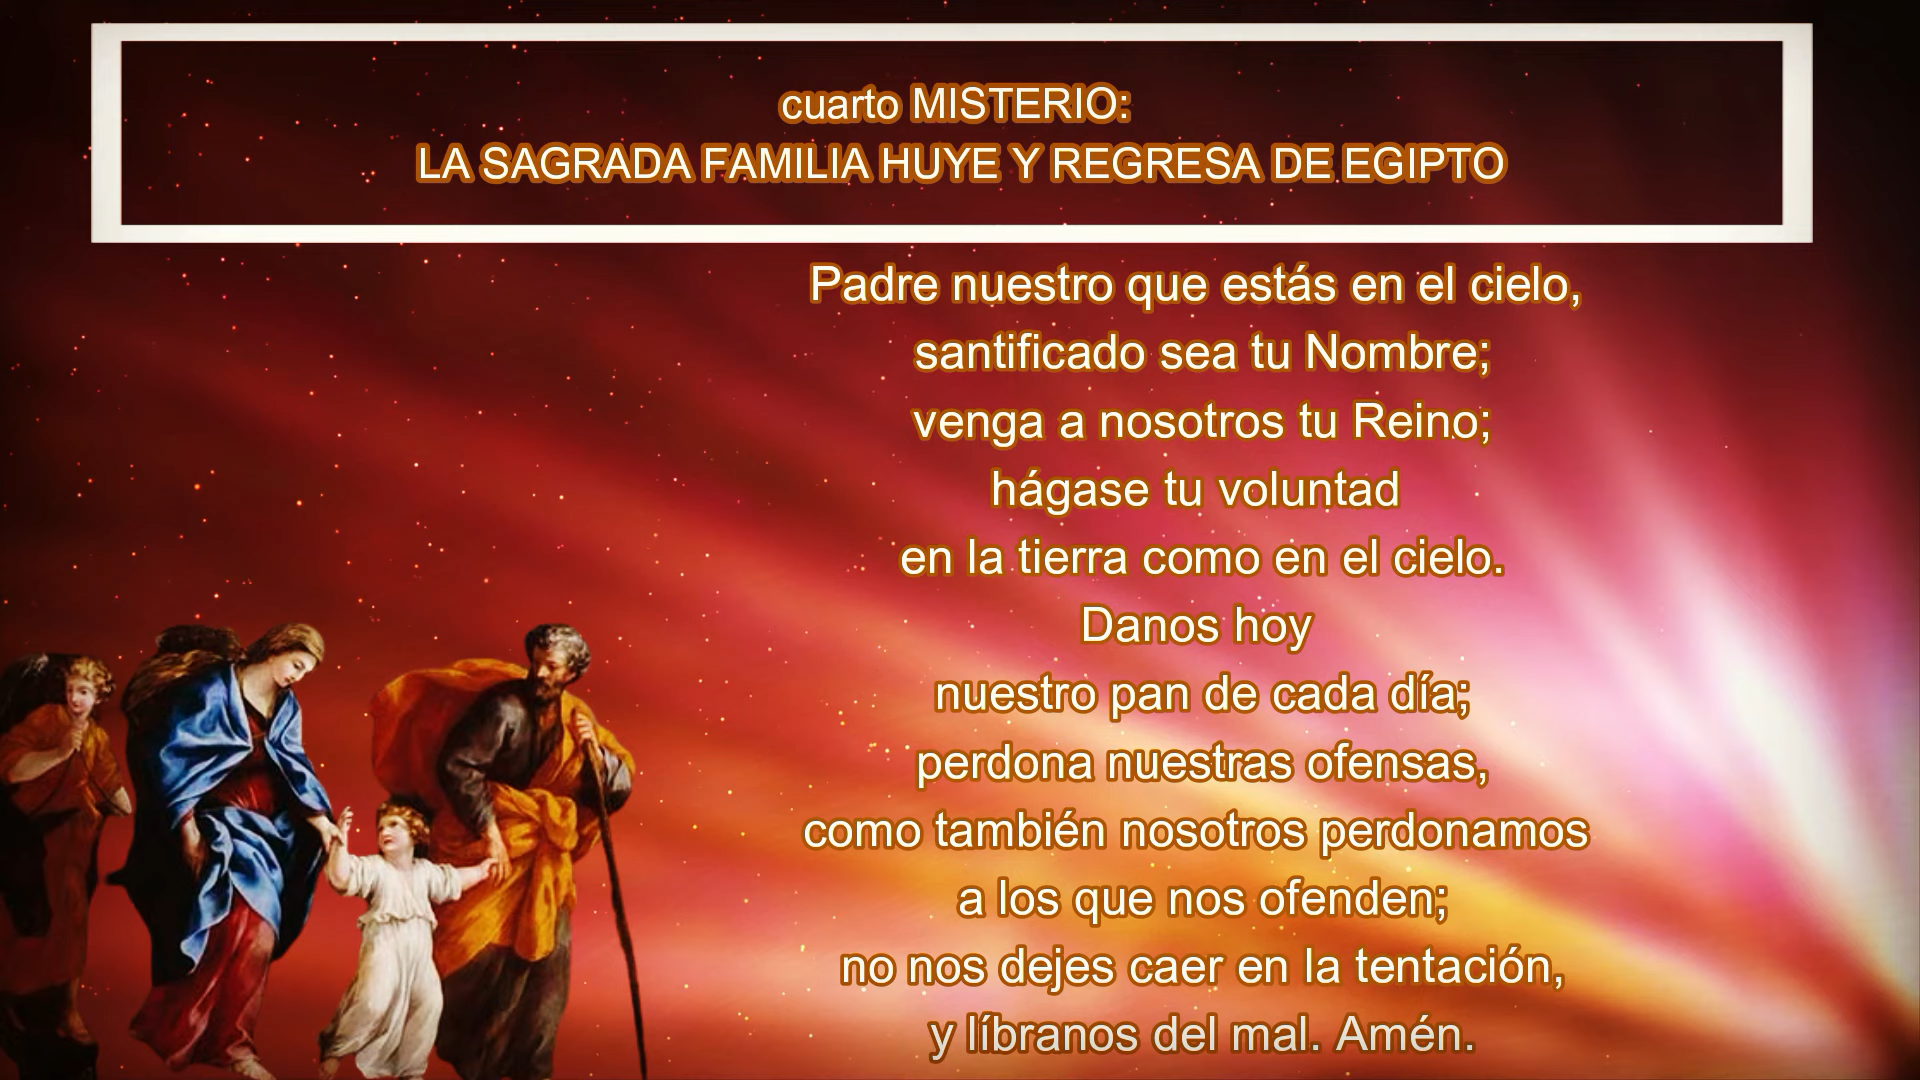 cuarto MISTERIO:
LA SAGRADA FAMILIA HUYE Y REGRESA DE EGIPTO
Padre nuestro que estás en el cielo,
santificado sea tu Nombre;
venga a nosotros tu Reino;
hágase tu voluntad
en la tierra como en el cielo.
Danos hoy
nuestro pan de cada día;
perdona nuestras ofensas,
como también nosotros perdonamos
a los que nos ofenden;
no nos dejes caer en la tentación,
y líbranos del mal. Amén.